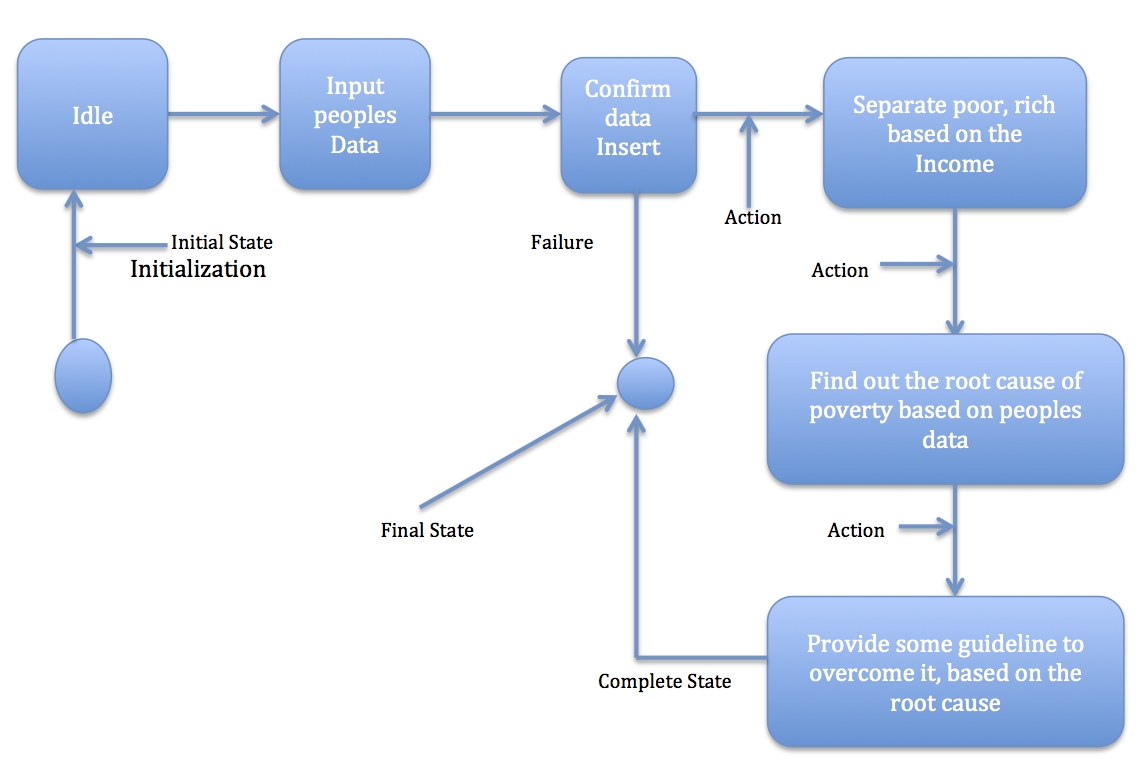 Idle
Input
peoples
Data
Confirm
data
Insert
Separate poor, rich
based on the
Income
Action
Initial State
Initialization
Failure
Action
Find out the root cause of
poverty based on peoples
data
Final State
Action
Provide some guideline to
overcome it, based on the
root cause
Complete State